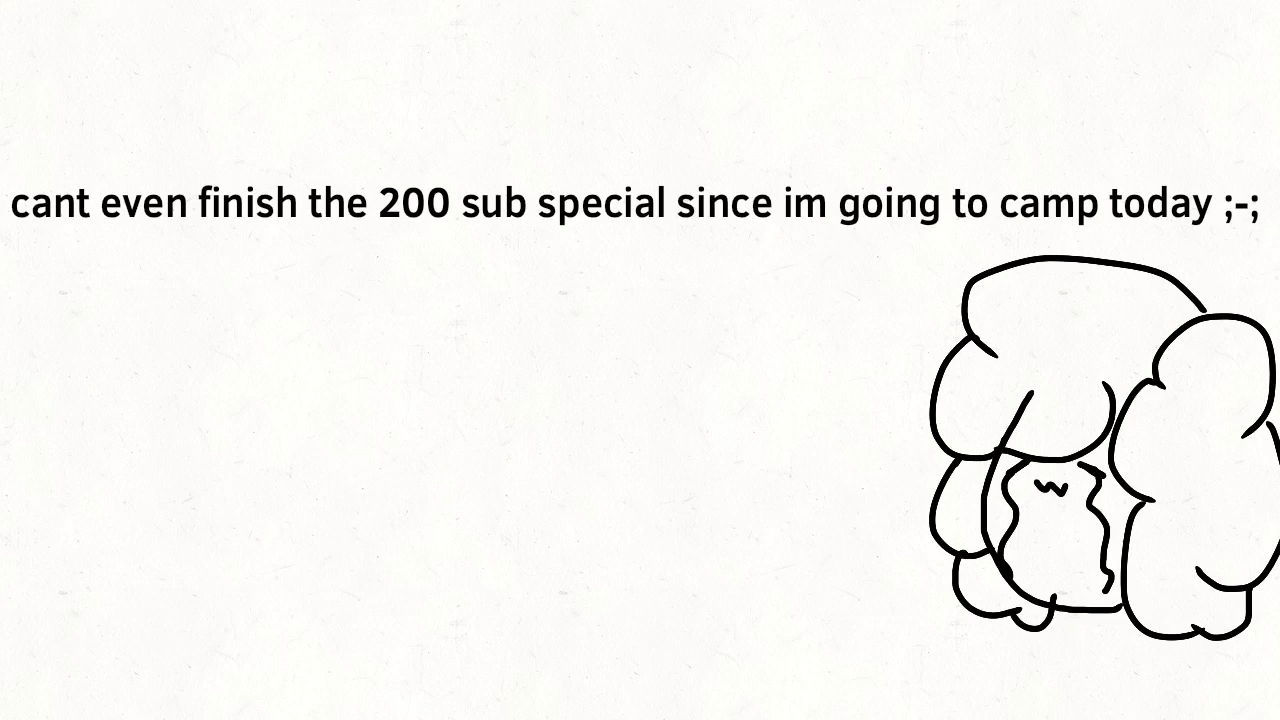 cant even finish the 200 sub special since im going to camp today ;-;